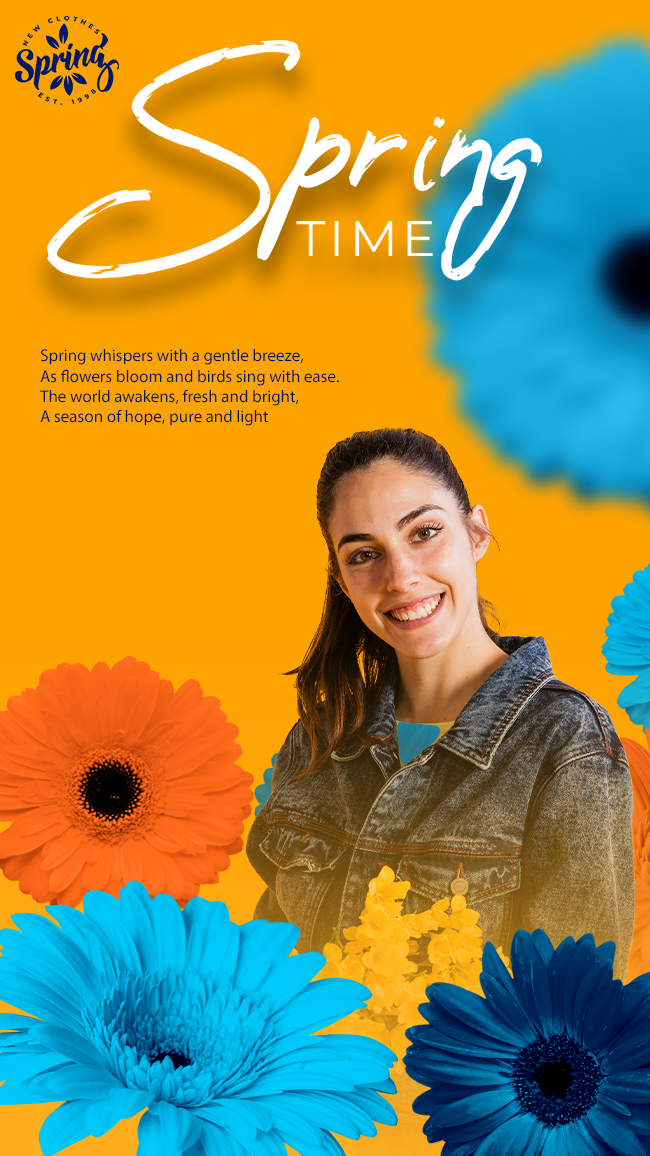 NEW CLOTHES
Spring
EST. 1998
Spring
TIME
Spring whispers with a gentle breeze,
As flowers bloom and birds sing with ease.
The world awakens, fresh and bright,
A season of hope, pure and light